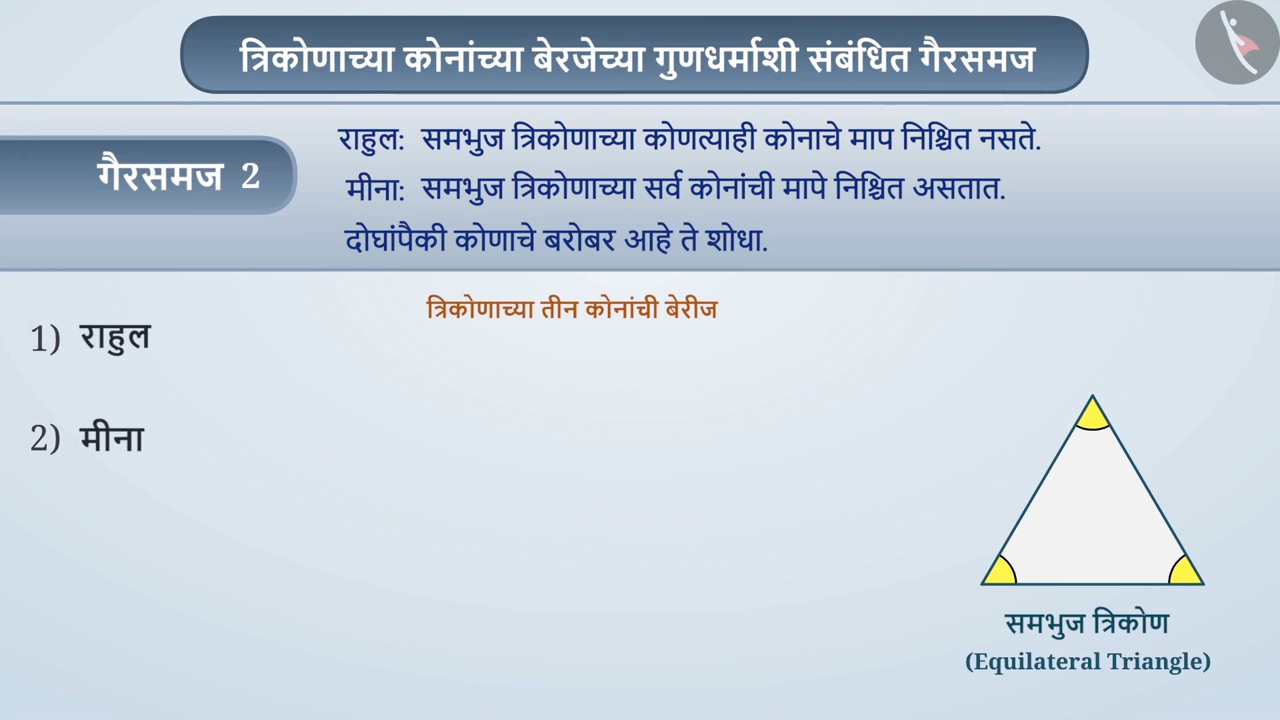 त्रिकोणाच्या कोनांच्या बेरजेच्या गुणधर्माशी संबंधित गैरसमज
गैरसमज 2
राहुल: समभुज त्रिकोणाच्या कोणत्याही कोनाचे माप निश्चित नसते.
मीना: समभुज त्रिकोणाच्या सर्व कोनांची मापे निश्चित असतात.
दोघांपैकी कोणाचे बरोबर आहे ते शोधा.
त्रिकोणाच्या तीन कोनांची बेरीज
1) राहुल
2) मीना
समभुज त्रिकोण
(Equilateral Triangle)